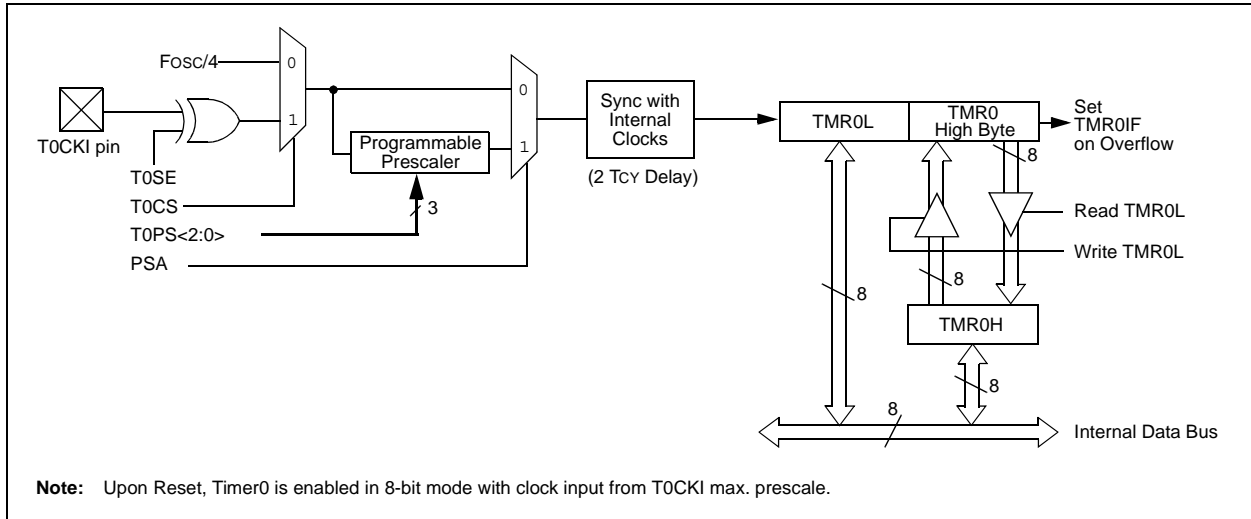 Fosc/4
0
1
T0CKI pin
T0SE
T0CS
T0PS<2:0>
PSA
Programmable
Prescaler
3
0
1
Sync with
Internal
Clocks
(2 TCY Delay)
TMR0L
TMR0
High Byte
Set
TMR0IF
on Overflow
8
Read TMR0L
Write TMR0L
8
8
TMR0H
8
8
Internal Data Bus
Note: Upon Reset, Timer0 is enabled in 8-bit mode with clock input from T0CKI max. prescale.